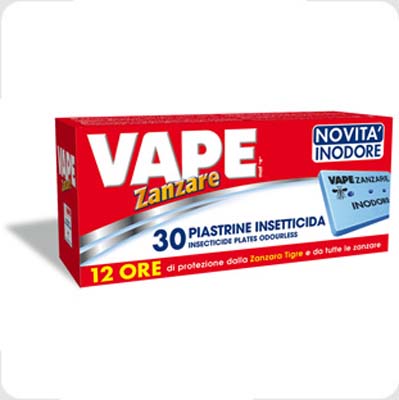 NOVITA'
INODORE
VAPE
Zanzare
VAPE ZANZARE
INODORE
30 PIASTRINE INSETTICIDA
INSECTICIDE PLATES ODOURLESS
12 ORE di protezione dalla Zanzara Tigre e da tutte le zanzare